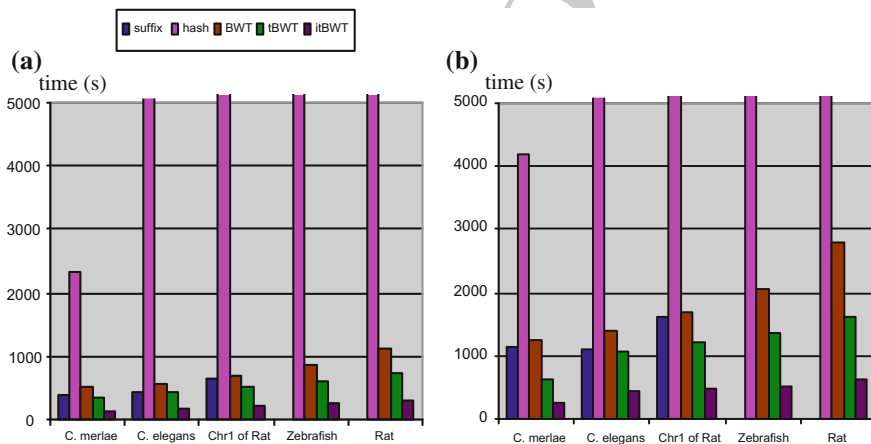 suffix hash BWT tBWT itBWT
(a)
time (s)
5000
4000
3000
2000
1000
0
C. merlae C. elegans Chr1 of Rat Zebrafish Rat
(b)
time (s)
5000
4000
3000
2000
1000
0
C. merlae C. elegans Chr1 of Rat Zebrafish Rat